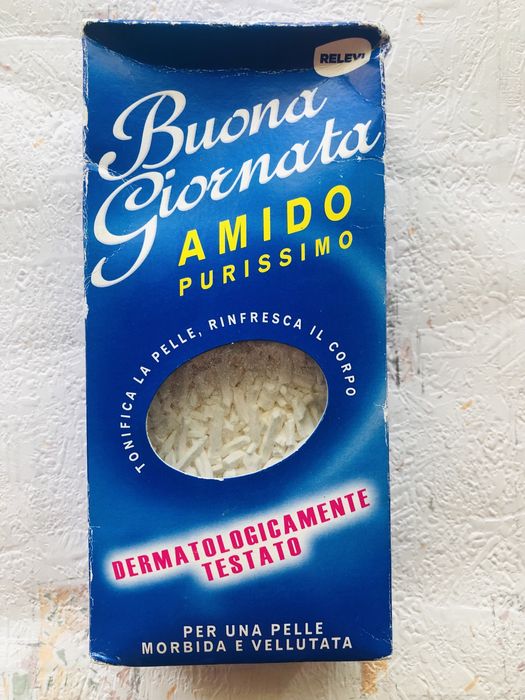 RELEVI
Buona
Giornata
AMIDO
PURISSIMO
TONIFICA LA PELLE, RINFRESCA IL CORPO
DERMATOLOGICAMENTE
TESTATO
PER UNA PELLE
MORBIDA E VELLUTATA